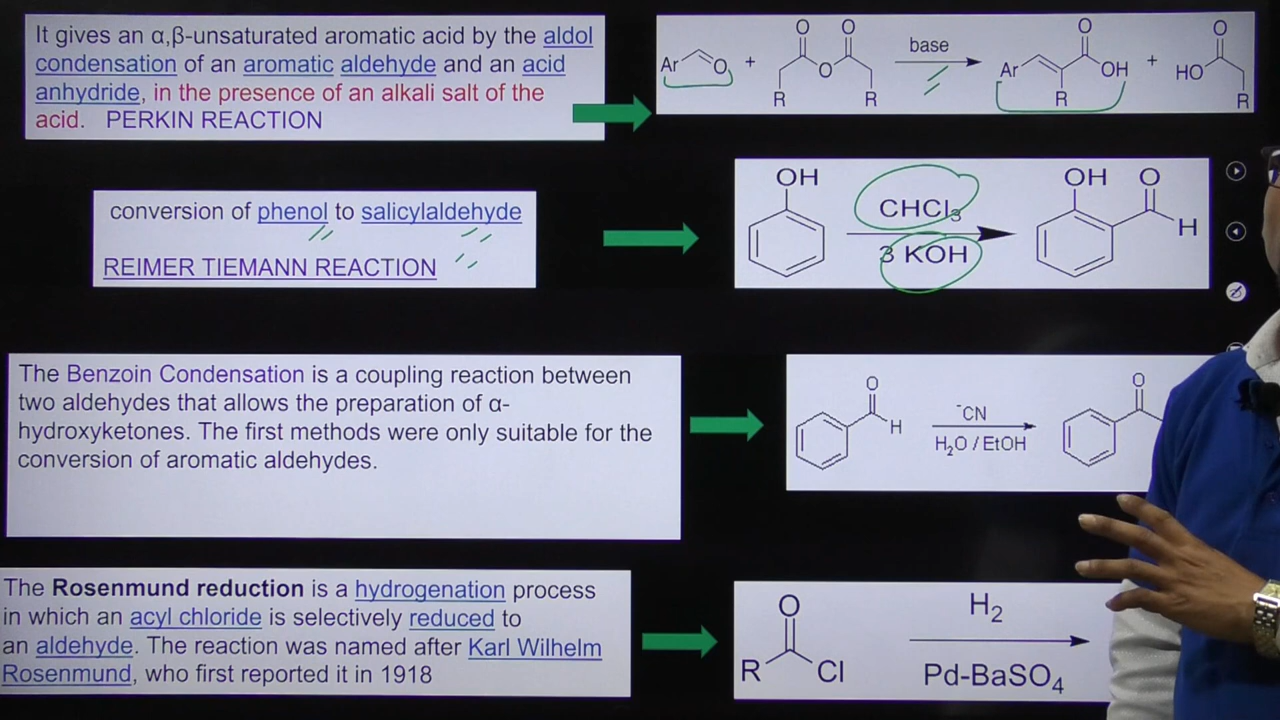 It gives an α,β-unsaturated aromatic acid by the aldol
condensation of an aromatic aldehyde and an acid
anhydride, in the presence of an alkali salt of the
acid. PERKIN REACTION
Ar O + O O O R R base Ar O OH R + O HO R
conversion of phenol to salicylaldehyde
REIMER TIEMANN REACTION
OH CHCl₃ 3 KOH OH O H
The Benzoin Condensation is a coupling reaction between
two aldehydes that allows the preparation of α-
hydroxyketones. The first methods were only suitable for the
conversion of aromatic aldehydes.
O H ⁻CN H₂O / EtOH O
The Rosenmund reduction is a hydrogenation process
in which an acyl chloride is selectively reduced to
an aldehyde. The reaction was named after Karl Wilhelm
Rosenmund, who first reported it in 1918
O R Cl H₂ Pd-BaSO₄